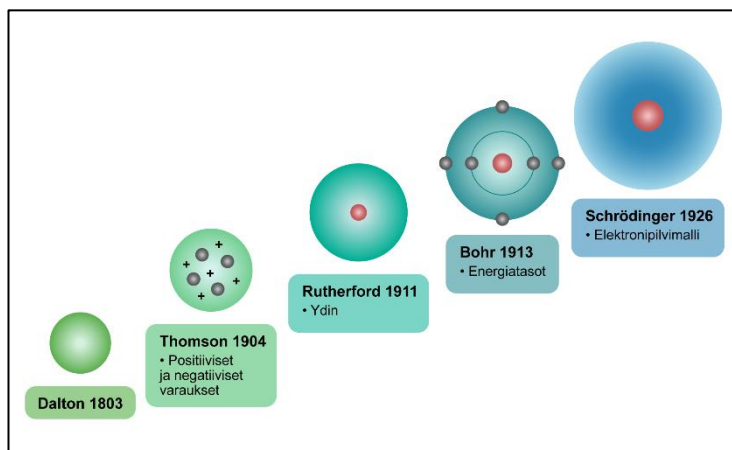 Dalton 1803
Thomson 1904
• Positiiviset
ja negatiiviset
varaukset
+
+
+
+
+
+
Rutherford 1911
• Ydin
Bohr 1913
• Energiatasot
Schrödinger 1926
• Elektronipilvimalli